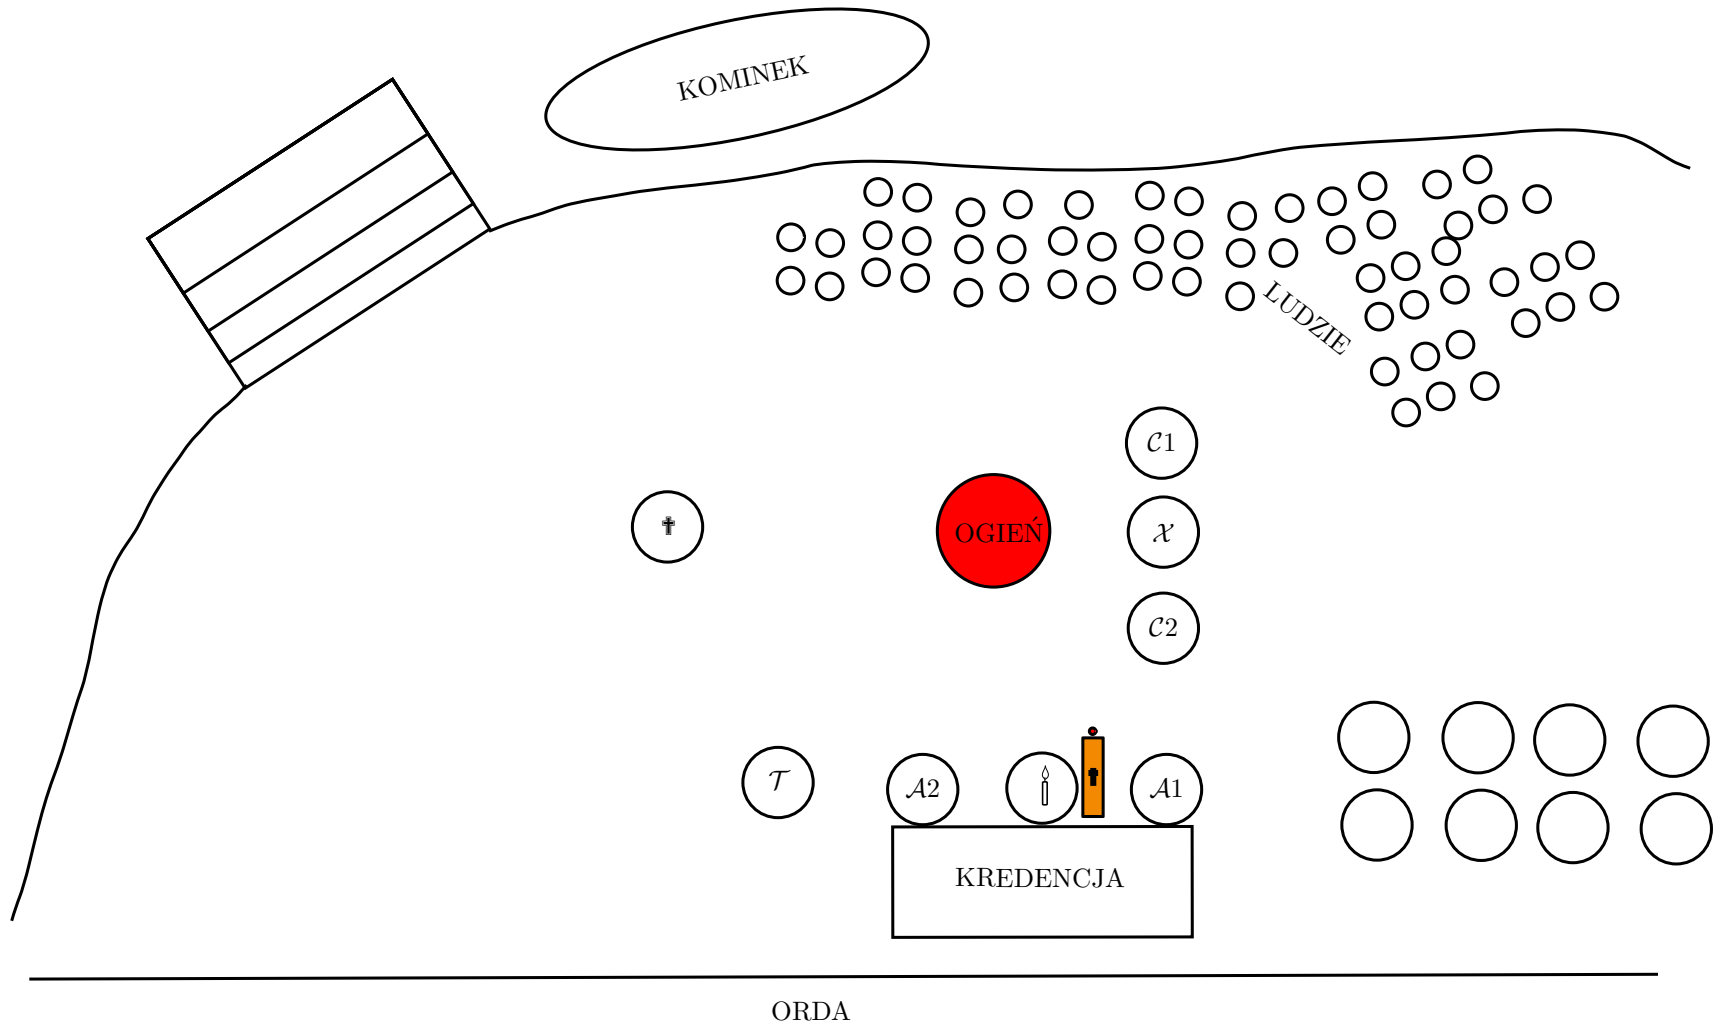 KOMINEK
LUDZIE
C1
OGIEŃ
X
C2
T
A2
A1
KREDENCJA
ORDA